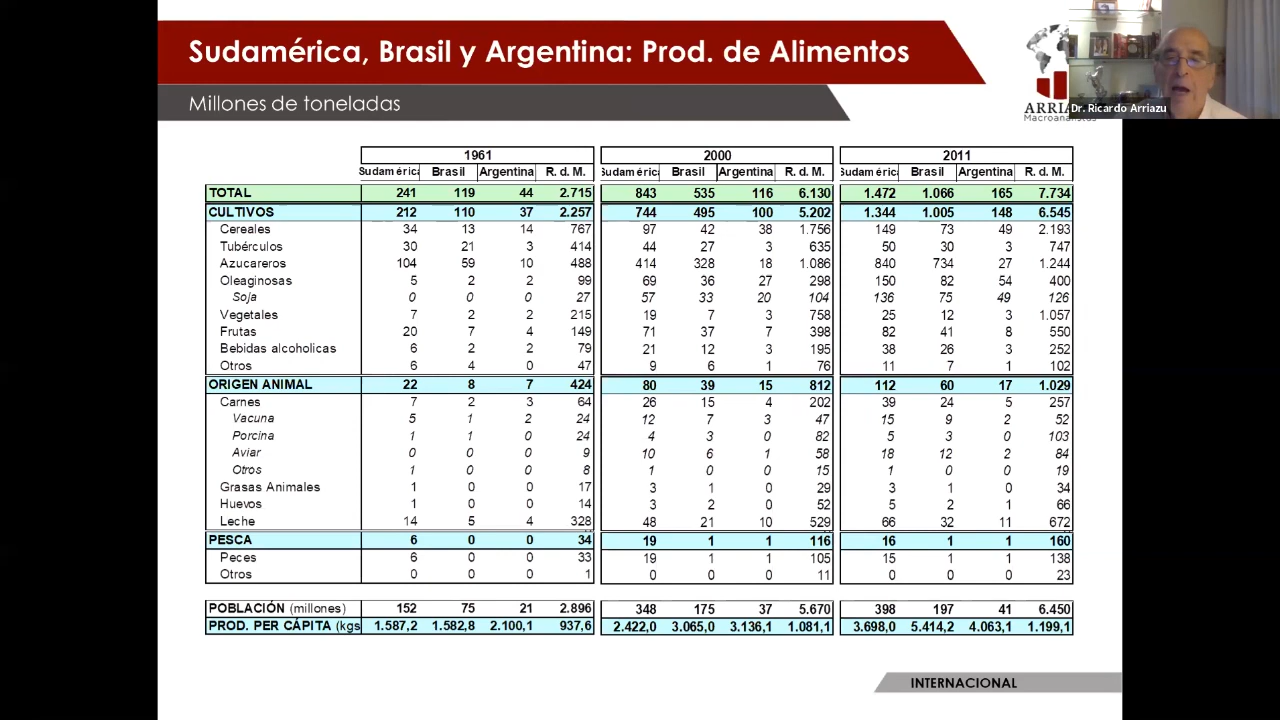 Sudamérica, Brasil y Argentina: Prod. de Alimentos
Millones de toneladas
ARRIA
Macroanalistas
Dr. Ricardo Arriazu
1961 2000 2011
Sudamérica Brasil Argentina R. d. M. Sudamérica Brasil Argentina R. d. M. Sudamérica Brasil Argentina R. d. M.
TOTAL 241 119 44 2.715 843 535 116 6.130 1.472 1.066 165 7.734
CULTIVOS 212 110 37 2.257 744 495 100 5.202 1.344 1.005 148 6.545
Cereales 34 13 14 767 97 42 38 1.756 149 73 49 2.193
Tubérculos 30 21 3 414 44 27 3 635 50 30 3 747
Azucareros 104 59 10 488 414 328 18 1.086 840 734 27 1.244
Oleaginosas 5 2 2 99 69 36 27 298 150 82 54 400
Soja 0 0 0 27 57 33 20 104 136 75 49 126
Vegetales 7 2 2 215 19 7 3 758 25 12 3 1.057
Frutas 20 7 4 149 71 37 7 398 82 41 8 550
Bebidas alcoholicas 6 2 2 79 21 12 3 195 38 26 3 252
Otros 6 4 0 47 9 6 1 76 11 7 1 102
ORIGEN ANIMAL 22 8 7 424 80 39 15 812 112 60 17 1.029
Carnes 7 2 3 64 26 15 4 202 39 24 5 257
Vacuna 5 1 2 24 12 7 3 47 15 9 2 52
Porcina 1 1 0 24 4 3 0 82 5 3 0 103
Aviar 0 0 0 9 10 6 1 58 18 12 2 84
Otros 1 0 0 8 1 0 0 15 1 0 0 19
Grasas Animales 1 0 0 17 3 1 0 29 3 1 0 34
Huevos 1 0 0 14 3 2 0 52 5 2 1 66
Leche 14 5 4 328 48 21 10 529 66 32 11 672
PESCA 6 0 0 34 19 1 1 116 16 1 1 160
Peces 6 0 0 33 19 1 1 105 15 1 1 138
Otros 0 0 0 1 0 0 0 11 0 0 0 23
POBLACIÓN (millones) 152 75 21 2.896 348 175 37 5.670 398 197 41 6.450
PROD. PER CÁPITA (kgs 1.587,2 1.582,8 2.100,1 937,6 2.422,0 3.065,0 3.136,1 1.081,1 3.698,0 5.414,2 4.063,1 1.199,1
INTERNACIONAL